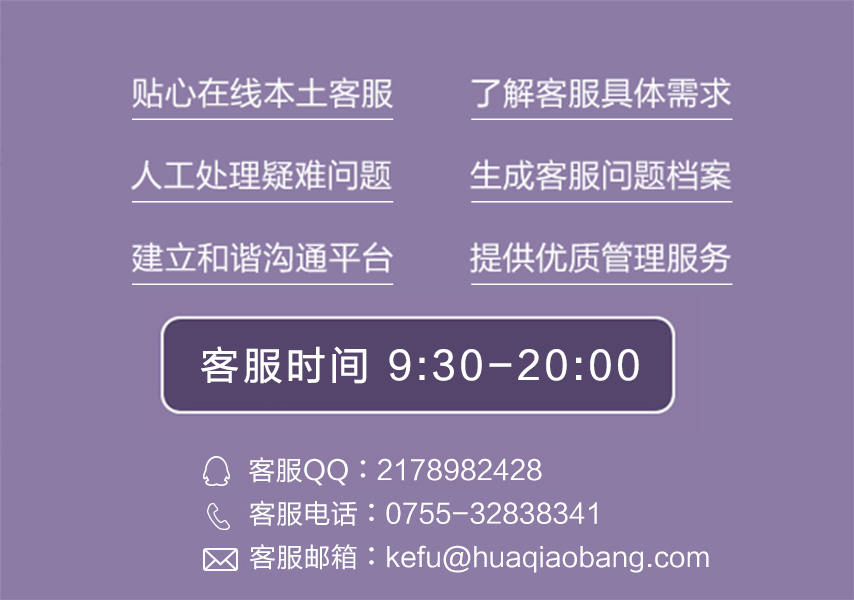 贴心在线本土客服
了解客服具体需求
人工处理疑难问题
生成客服问题档案
建立和谐沟通平台
提供优质管理服务
客服时间 9:30-20:00
客服QQ：2178982428
客服电话：0755-32838341
客服邮箱：kefu@huaqiaobang.com